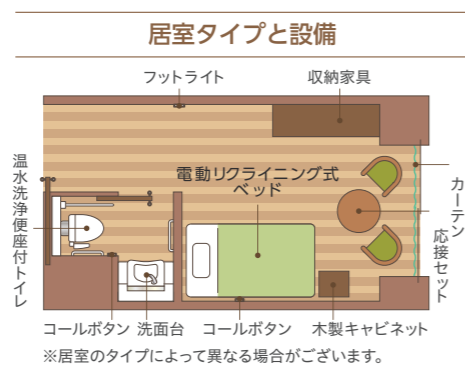 居室タイプと設備
フットライト
収納家具
電動リクライニング式
ベッド
温水洗浄便座付トイレ
カーテン
応接セット
コールボタン
洗面台
コールボタン
木製キャビネット
※居室のタイプによって異なる場合がございます。